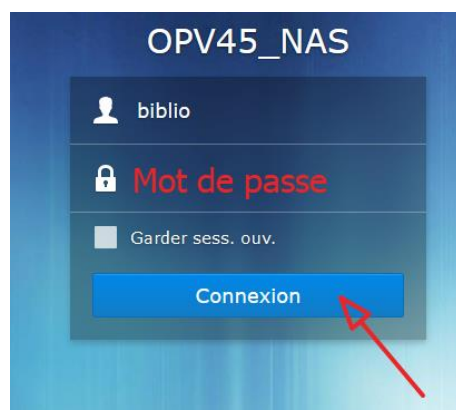 OPV45_NAS
biblio
Mot de passe
Garder sess. ouv.
Connexion